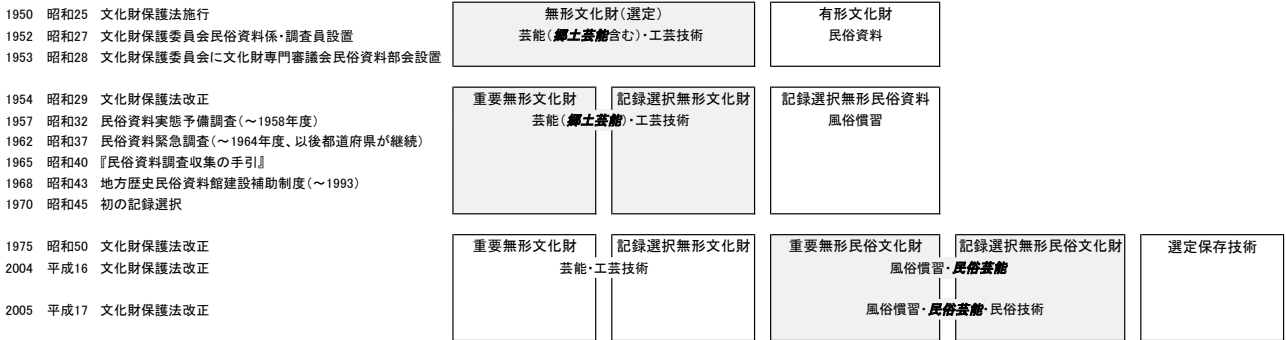 1950 昭和25 文化財保護法施行 無形文化財(選定) 有形文化財
1952 昭和27 文化財保護委員会民俗資料係・調査員設置 芸能(郷土芸能含む)・工芸技術 民俗資料
1953 昭和28 文化財保護委員会に文化財専門審議会民俗資料部会設置
1954 昭和29 文化財保護法改正 重要無形文化財 記録選択無形文化財 記録選択無形民俗資料
1957 昭和32 民俗資料実態予備調査(～1958年度) 芸能(郷土芸能)・工芸技術 風俗慣習
1962 昭和37 民俗資料緊急調査(～1964年度、以後都道府県が継続)
1965 昭和40 『民俗資料調査収集の手引』
1968 昭和43 地方歴史民俗資料館建設補助制度(～1993)
1970 昭和45 初の記録選択
1975 昭和50 文化財保護法改正 重要無形文化財 記録選択無形文化財 重要無形民俗文化財 記録選択無形民俗文化財 選定保存技術
2004 平成16 文化財保護法改正 芸能・工芸技術 風俗慣習・民俗芸能
2005 平成17 文化財保護法改正 風俗慣習・民俗芸能・民俗技術